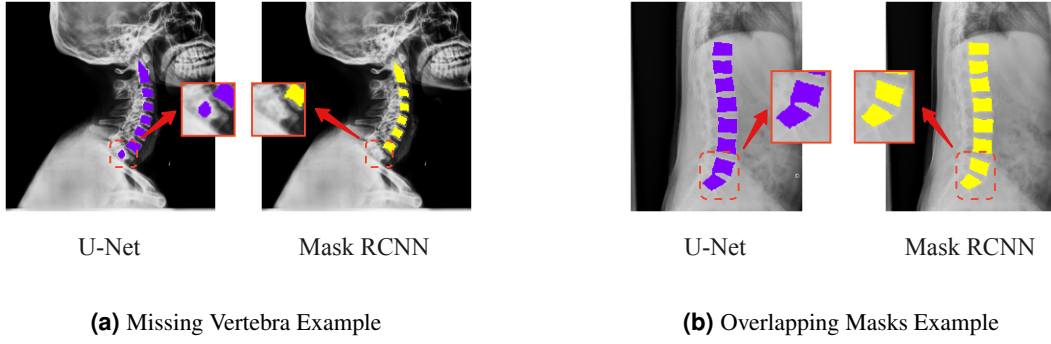 U-Net
Mask RCNN
U-Net
Mask RCNN
(a) Missing Vertebra Example
(b) Overlapping Masks Example